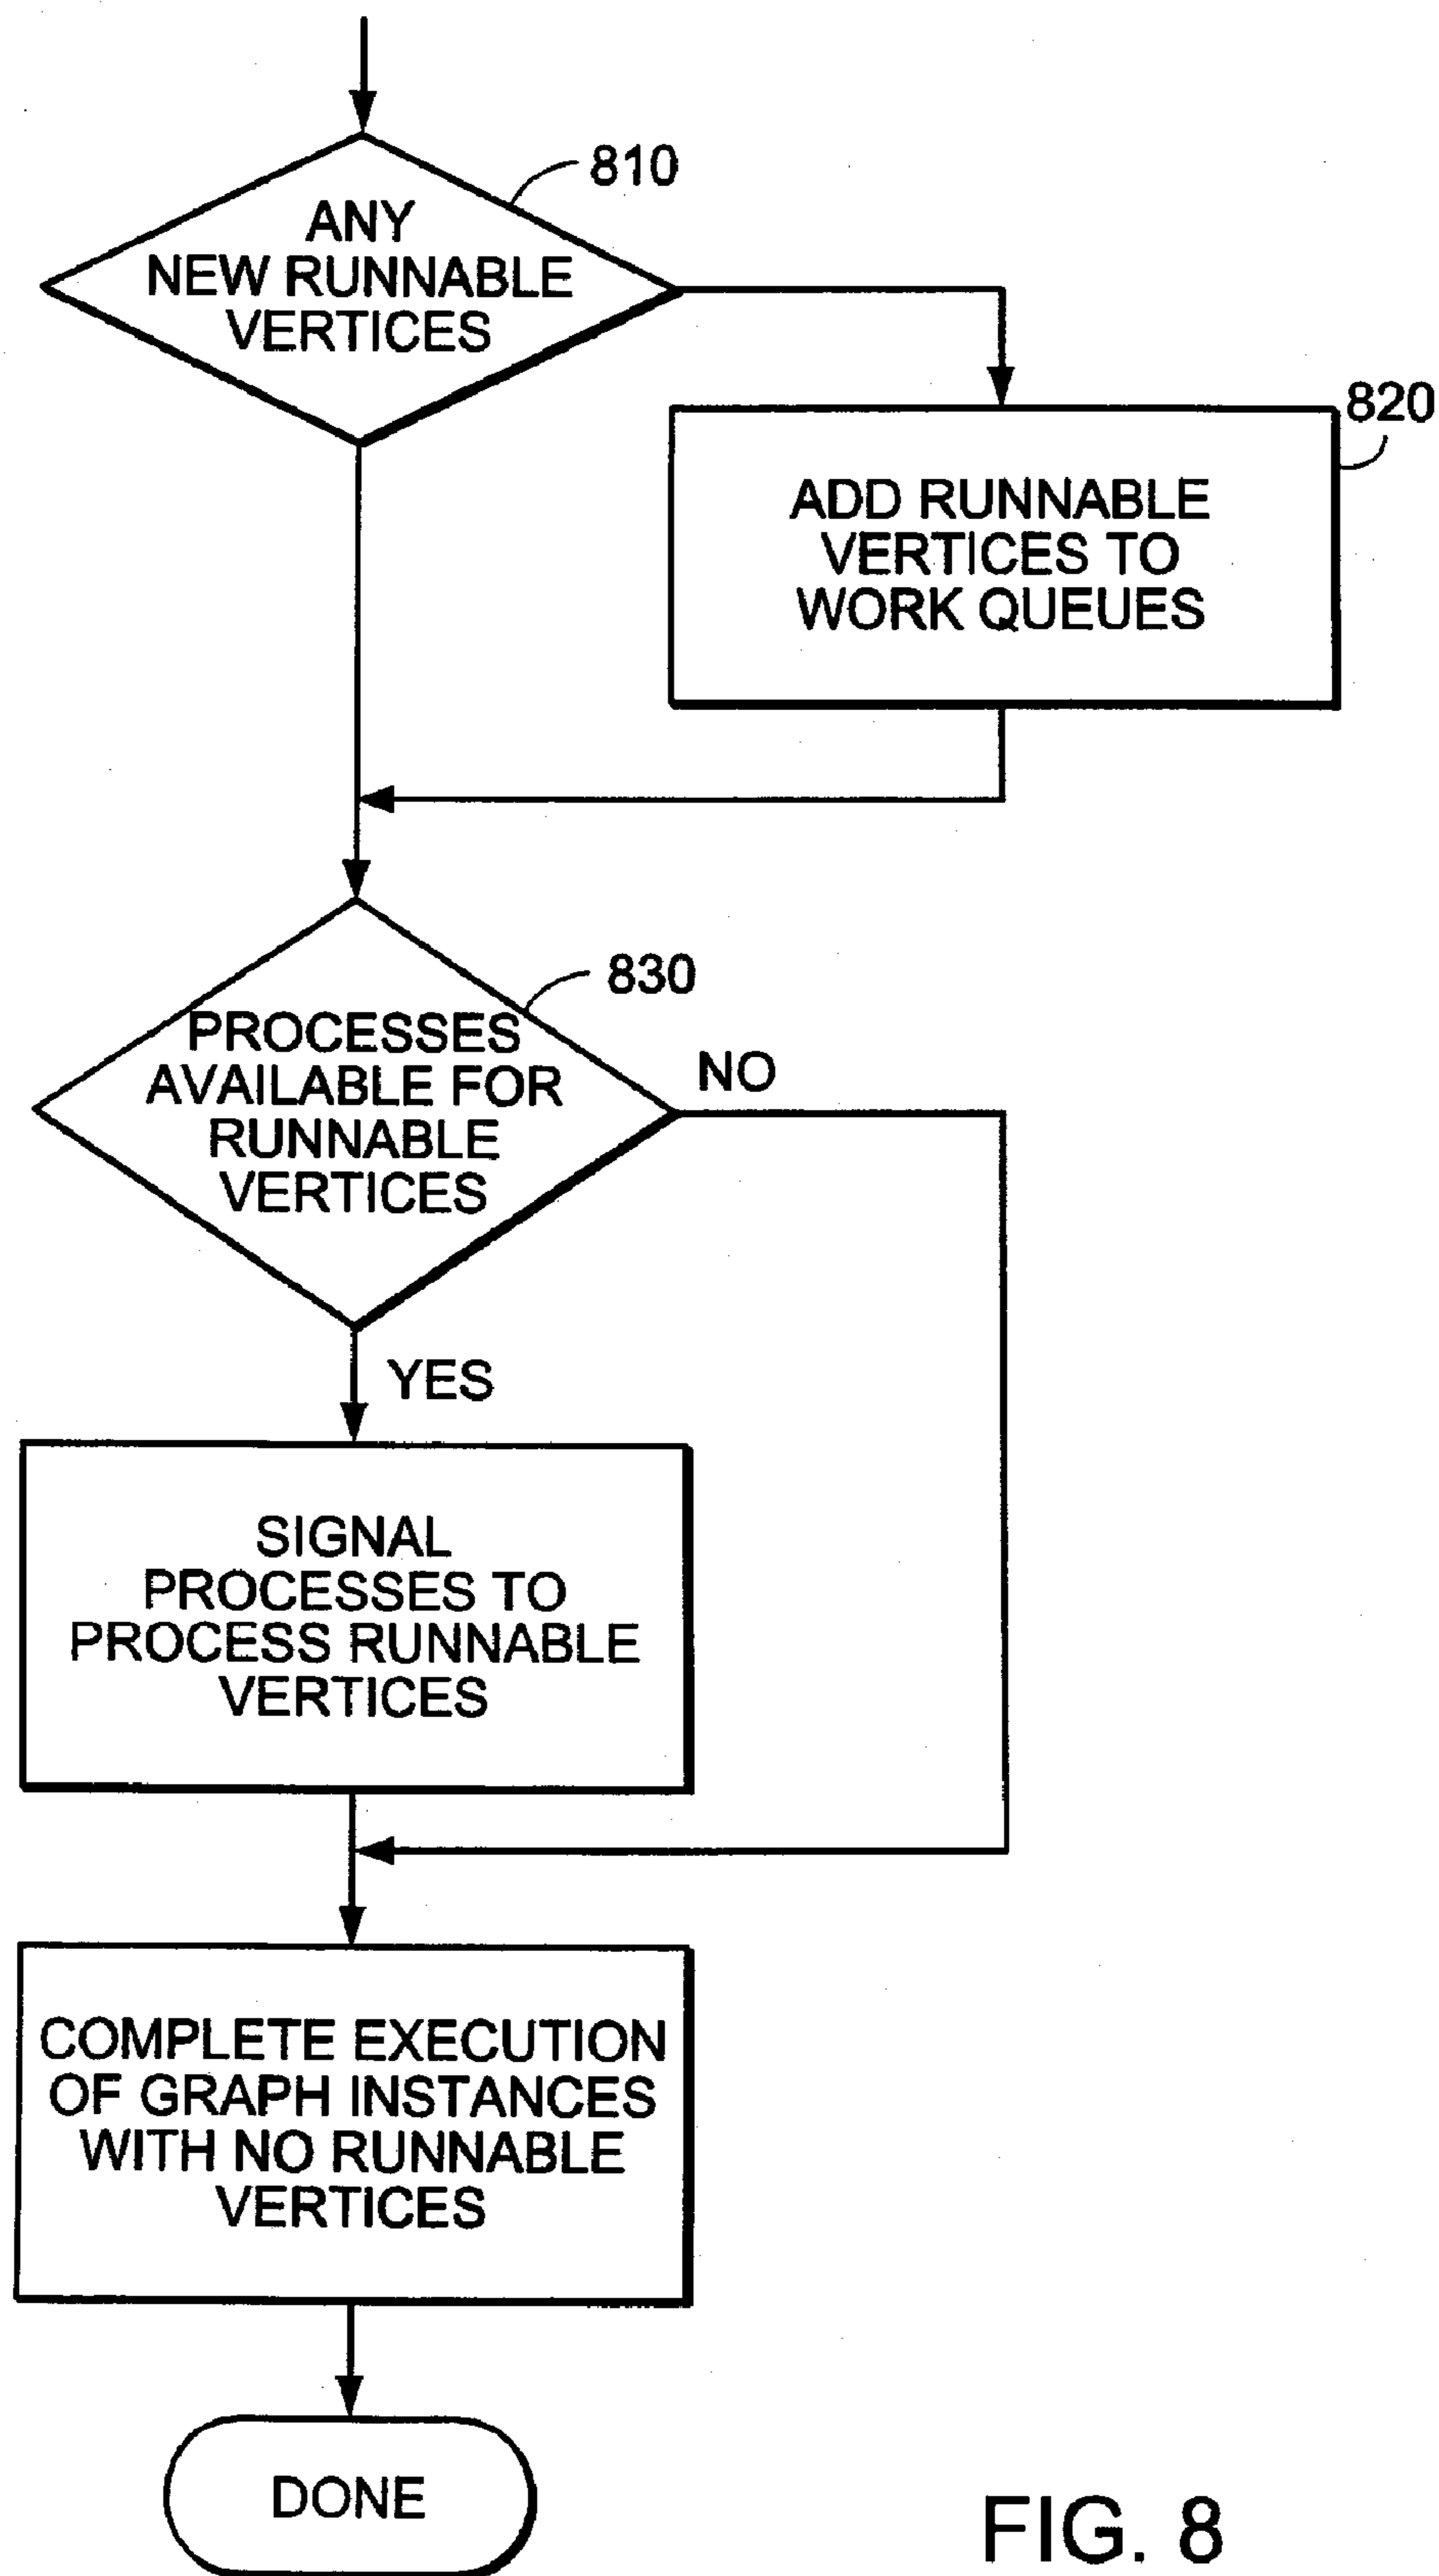 810
ANY
NEW RUNNABLE
VERTICES
820
ADD RUNNABLE
VERTICES TO
WORK QUEUES
830
PROCESSES
AVAILABLE FOR
RUNNABLE
VERTICES
NO
YES
SIGNAL
PROCESSES TO
PROCESS RUNNABLE
VERTICES
COMPLETE EXECUTION
OF GRAPH INSTANCES
WITH NO RUNNABLE
VERTICES
DONE
FIG. 8